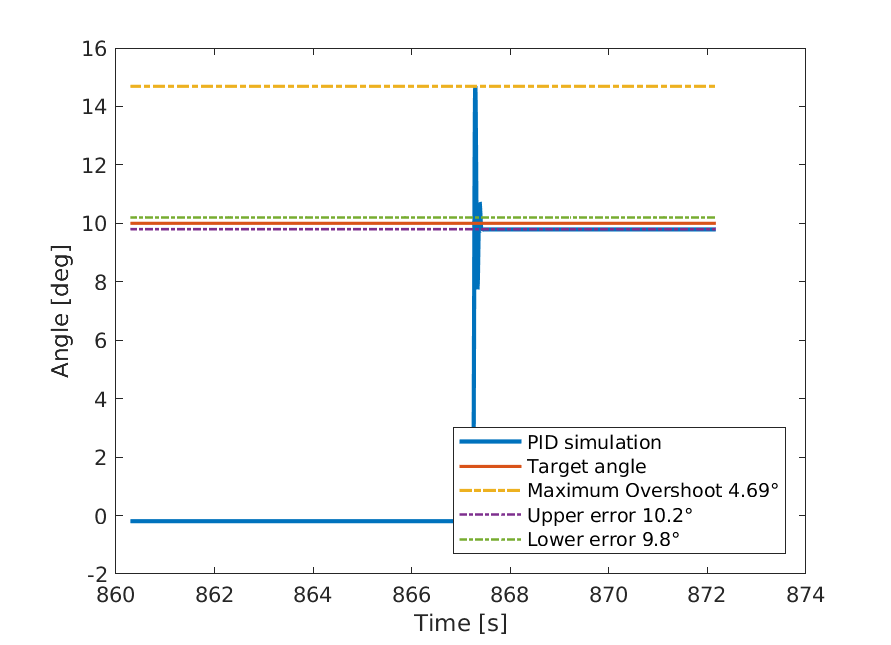 16
14
12
10
8
6
4
2
0
-2
Angle [deg]
PID simulation
Target angle
Maximum Overshoot 4.69°
Upper error 10.2°
Lower error 9.8°
860 862 864 866 868 870 872 874
Time [s]